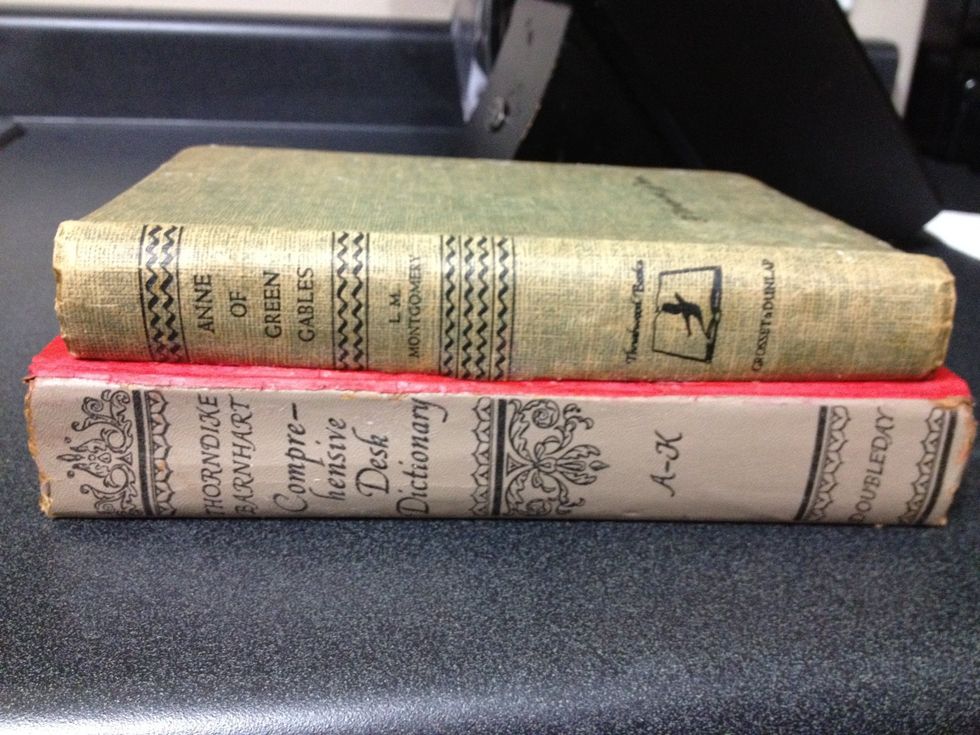 ANNE
OF
GREEN
GABLES
L. M.
MONTGOMERY
Thrushwood Books
GROSSET & DUNLAP
THORNDIKE
BARNHART
Compre-
hensive
Desk
Dictionary
A-K
DOUBLEDAY